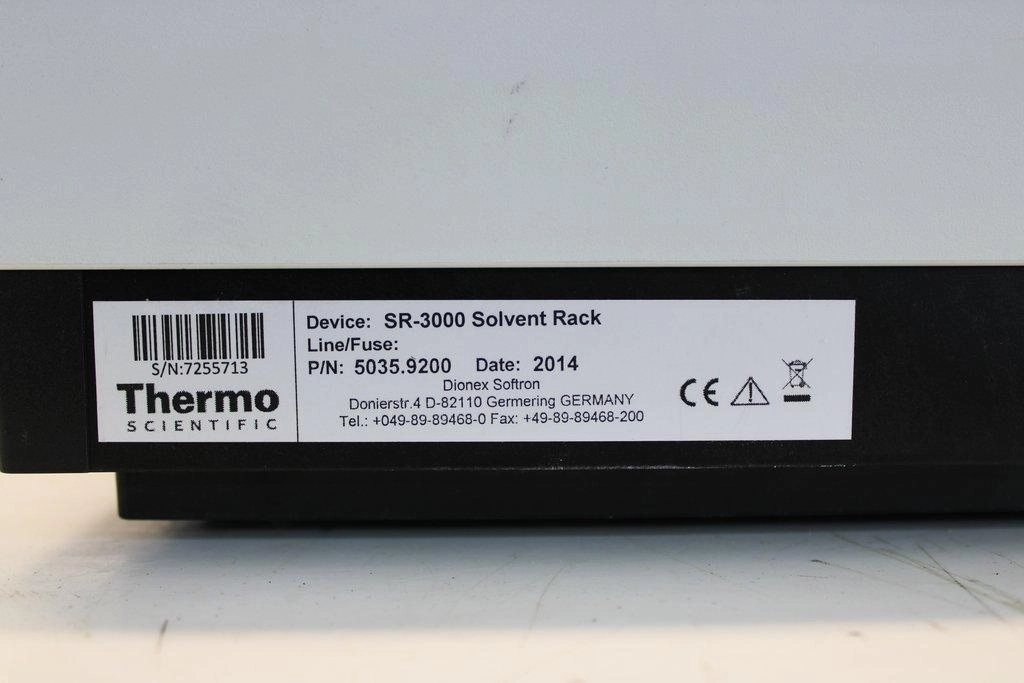 S/N:7255713
Thermo
SCIENTIFIC
Device: SR-3000 Solvent Rack
Line/Fuse:
P/N: 5035.9200 Date: 2014
Dionex Softron
Donierstr.4 D-82110 Germering GERMANY
Tel.: +049-89-89468-0 Fax: +49-89-89468-200
CE